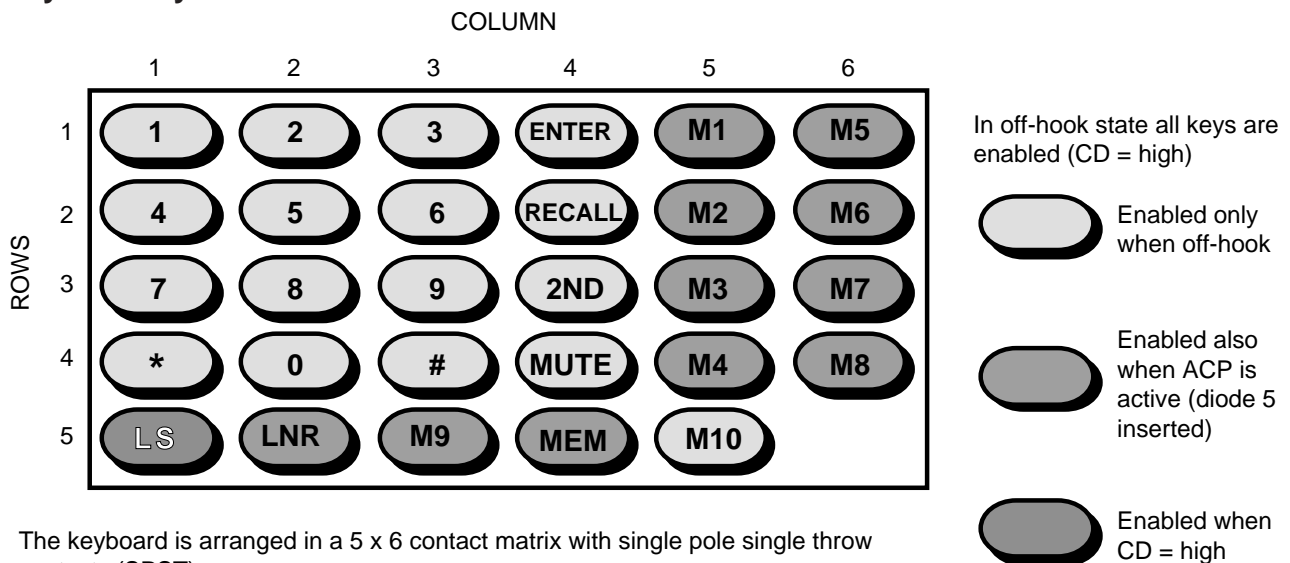 COLUMN
1 2 3 4 5 6
ROWS
1 1 2 3 ENTER M1 M5
2 4 5 6 RECALL M2 M6
3 7 8 9 2ND M3 M7
4 * 0 # MUTE M4 M8
5 LS LNR M9 MEM M10
In off-hook state all keys are
enabled (CD = high)
Enabled only
when off-hook
Enabled also
when ACP is
active (diode 5
inserted)
Enabled when
CD = high
The keyboard is arranged in a 5 x 6 contact matrix with single pole single throw